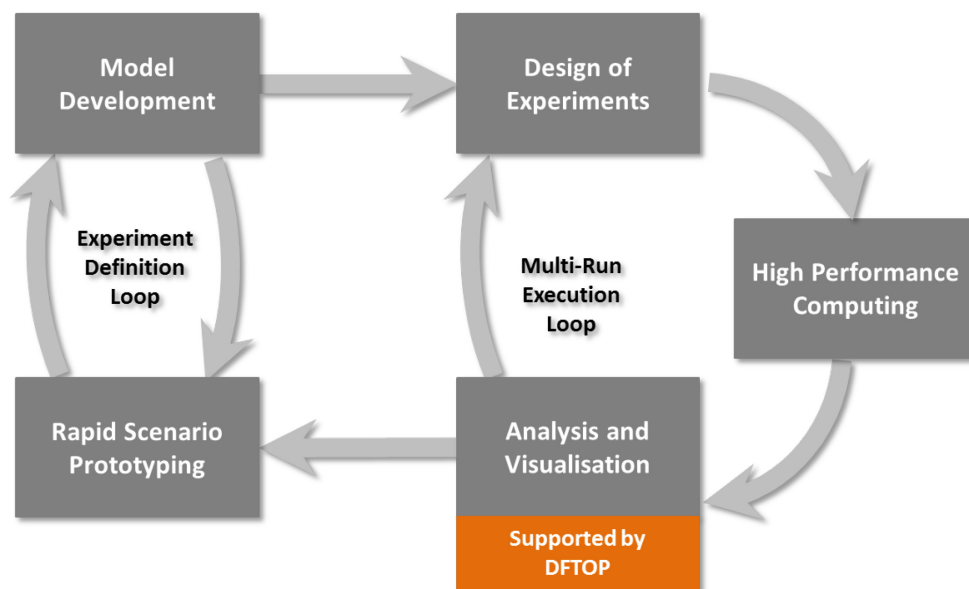 Model
Development
Design of
Experiments
Experiment
Definition
Loop
Multi-Run
Execution
Loop
High Performance
Computing
Rapid Scenario
Prototyping
Analysis and
Visualisation
Supported by
DFTOP